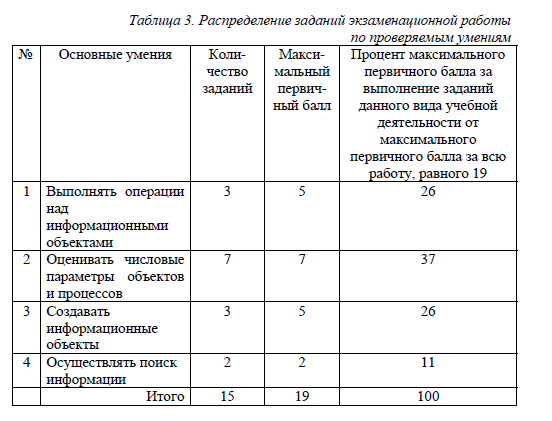 Таблица 3. Распределение заданий экзаменационной работы
по проверяемым умениям
№
Основные умения
Коли-
чество
заданий
Макси-
мальный
первич-
ный балл
Процент максимального
первичного балла за
выполнение заданий
данного вида учебной
деятельности от
максимального
первичного балла за всю
работу, равного 19
1
Выполнять операции
над
информационными
объектами
3
5
26
2
Оценивать числовые
параметры объектов
и процессов
7
7
37
3
Создавать
информационные
объекты
3
5
26
4
Осуществлять поиск
информации
2
2
11
Итого
15
19
100